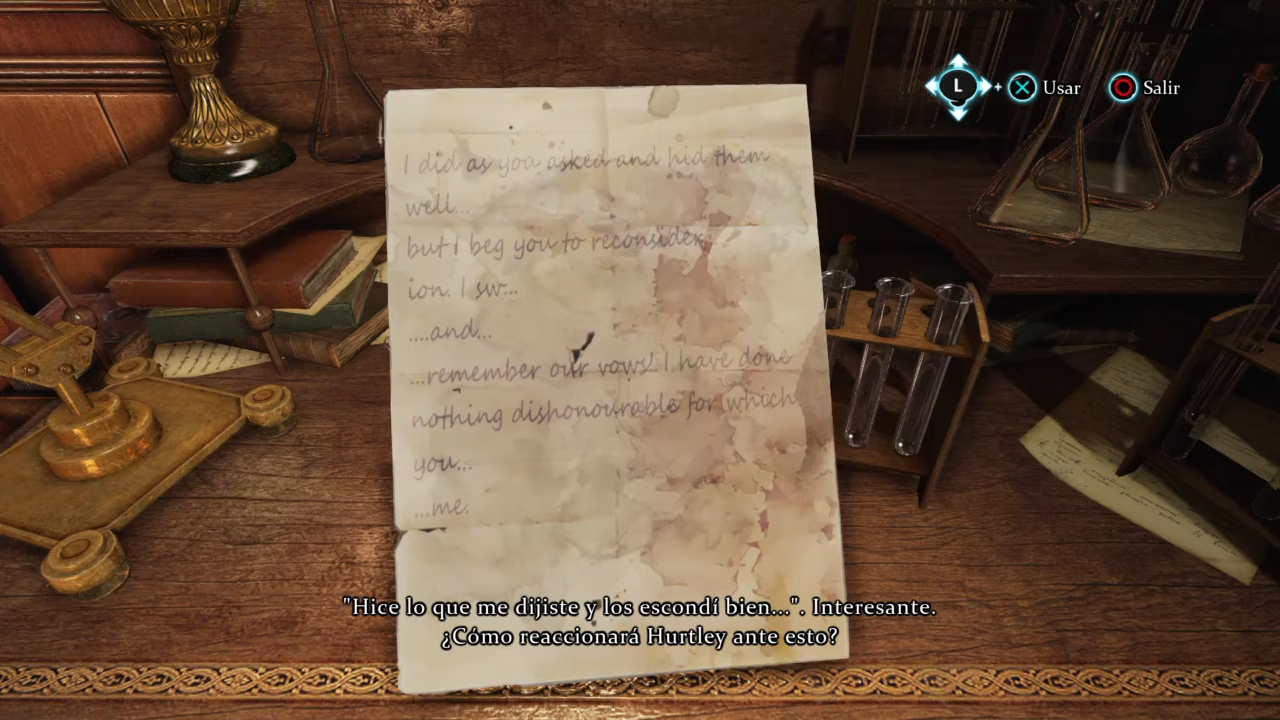 L + Usar Salir
I did as you asked and hid them
well...
but I beg you to reconsider...
ion. I sw...
....and...
...remember our vows!. I have done
nothing dishonourable for which
you...
...me.
"Hice lo que me dijiste y los escondí bien...". Interesante.
¿Cómo reaccionará Hurtley ante esto?